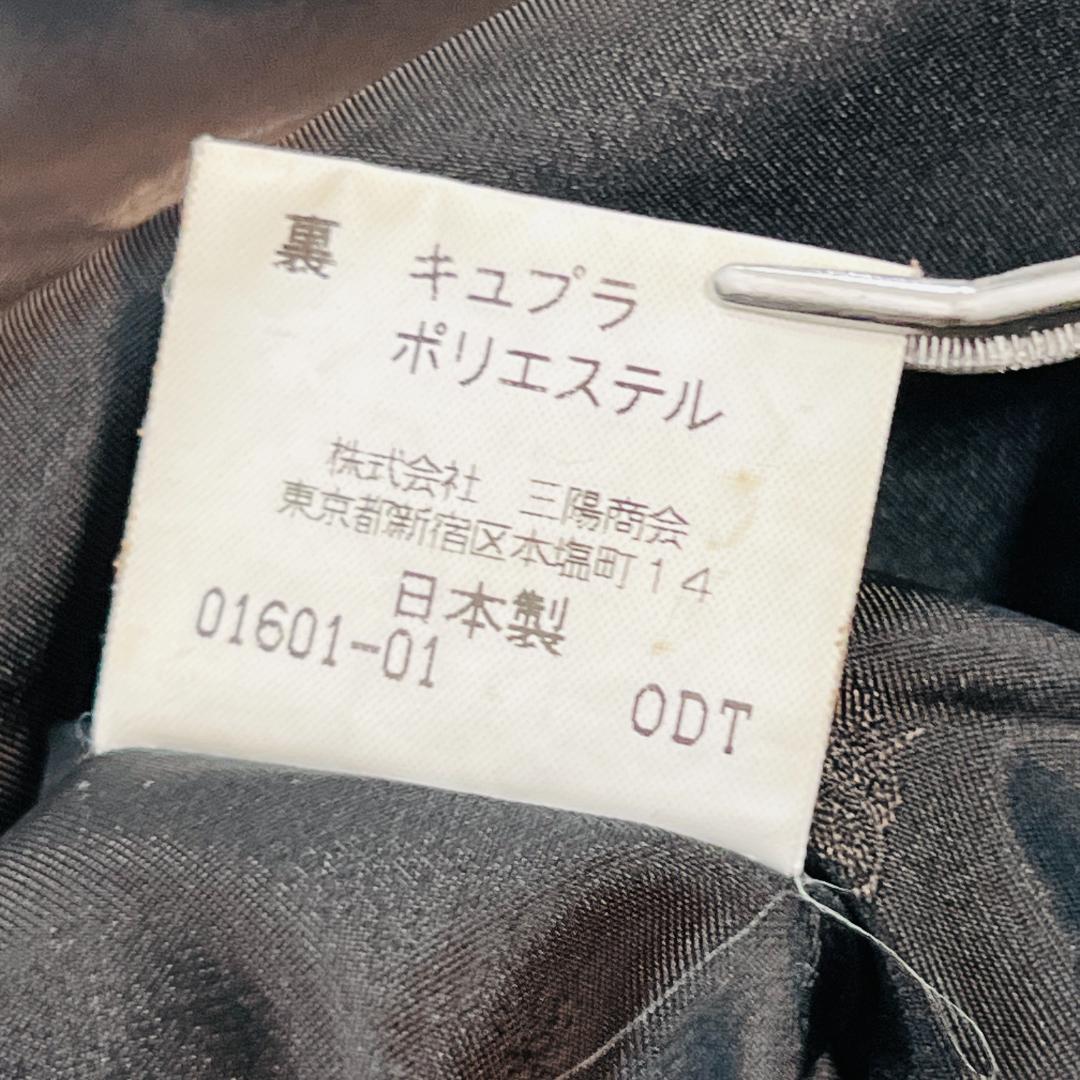 裏 キュプラ
ポリエステル
株式会社 三陽商会
東京都新宿区本塩町14
日本製
01601-01
ODT